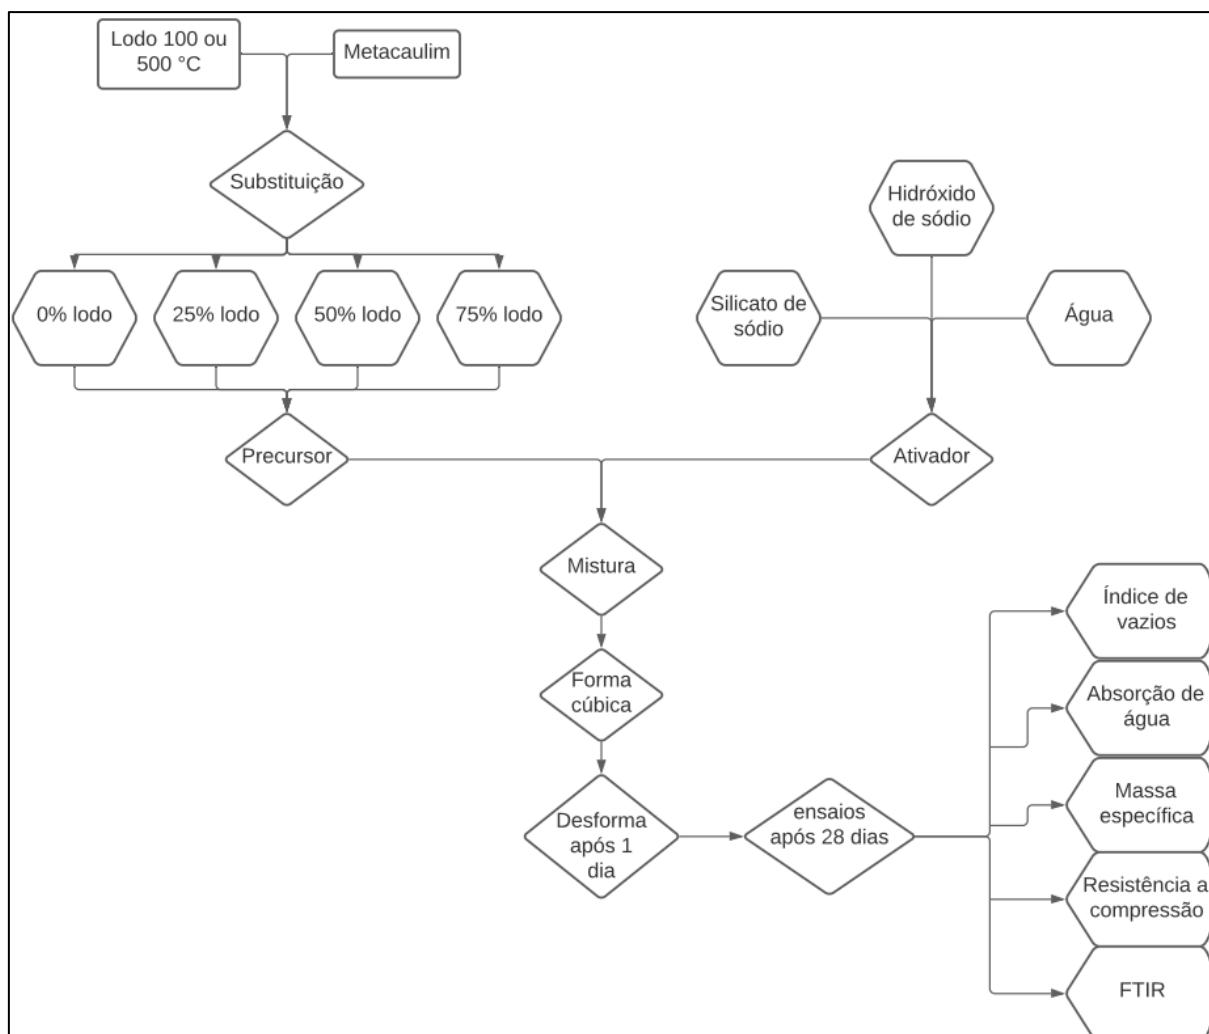 Lodo 100 ou
500 °C
Metacaulim
Substituição
0% lodo
25% lodo
50% lodo
75% lodo
Hidróxido
de sódio
Silicato de
sódio
Água
Precursor
Ativador
Mistura
Forma
cúbica
Desforma
após 1
dia
ensaios
após 28 dias
Índice de
vazios
Absorção de
água
Massa
específica
Resistência a
compressão
FTIR